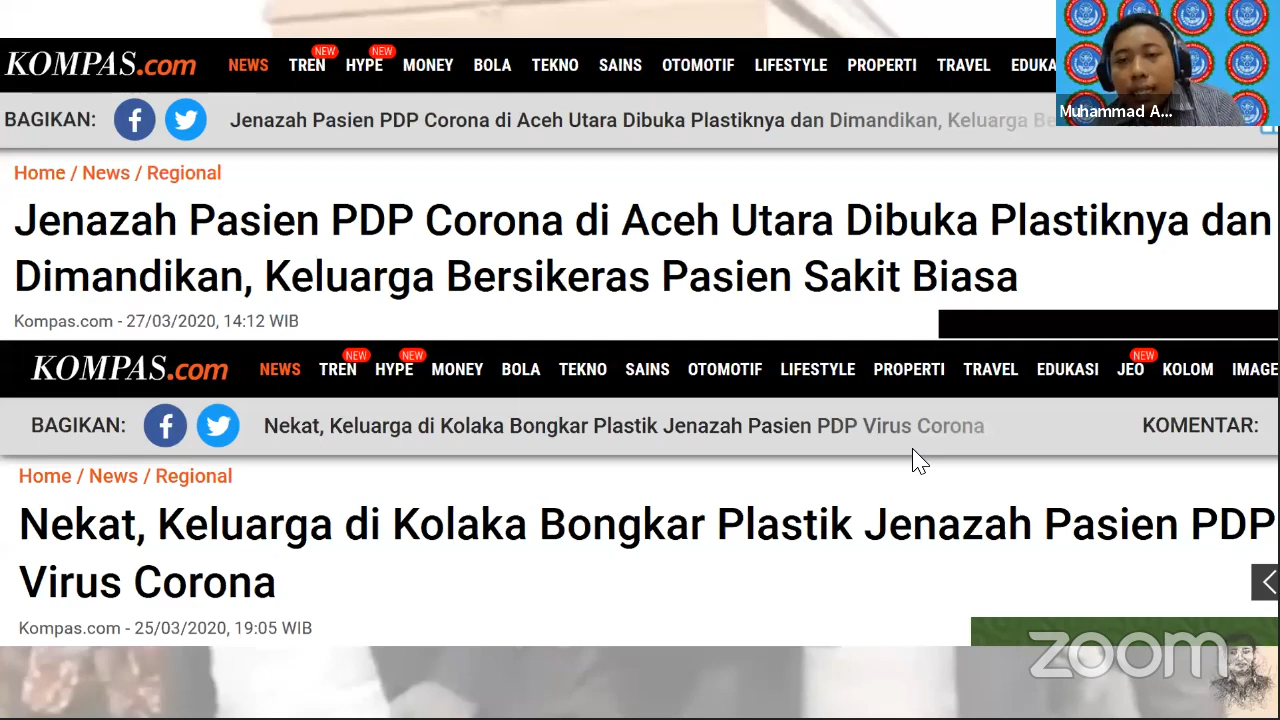 KOMPAS.com NEWS TREN NEW HYPE NEW MONEY BOLA TEKNO SAINS OTOMOTIF LIFESTYLE PROPERTI TRAVEL EDUKA
Muhammad A...
BAGIKAN: Jenazah Pasien PDP Corona di Aceh Utara Dibuka Plastiknya dan Dimandikan, Keluarga Be
Home / News / Regional
Jenazah Pasien PDP Corona di Aceh Utara Dibuka Plastiknya dan
Dimandikan, Keluarga Bersikeras Pasien Sakit Biasa
Kompas.com - 27/03/2020, 14:12 WIB
KOMPAS.com NEWS TREN NEW HYPE NEW MONEY BOLA TEKNO SAINS OTOMOTIF LIFESTYLE PROPERTI TRAVEL EDUKASI JEO NEW KOLOM IMAGE
BAGIKAN: Nekat, Keluarga di Kolaka Bongkar Plastik Jenazah Pasien PDP Virus Corona KOMENTAR:
Home / News / Regional
Nekat, Keluarga di Kolaka Bongkar Plastik Jenazah Pasien PDP
Virus Corona
Kompas.com - 25/03/2020, 19:05 WIB
zoom